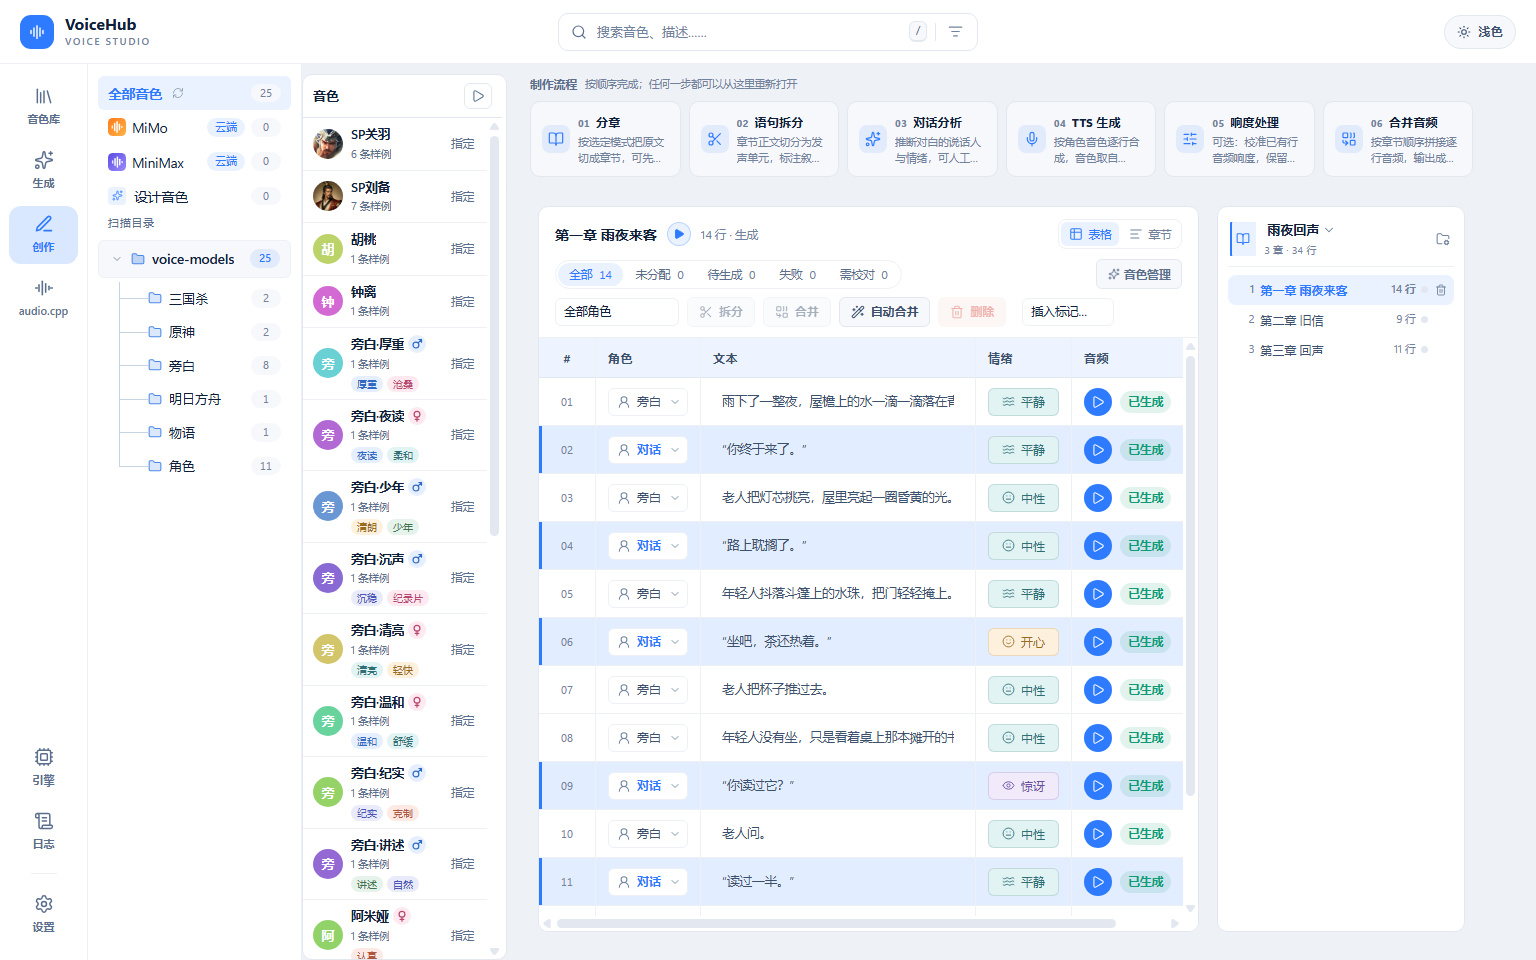 VoiceHub
VOICE STUDIO
搜索音色、描述……
/
浅色
音色库
生成
创作
audio.cpp
引擎
日志
设置
全部音色 25
MiMo 云端 0
MiniMax 云端 0
设计音色 0
扫描目录
voice-models 25
三国杀 2
原神 2
旁白 8
明日方舟 1
物语 1
角色 11
音色
SP关羽
6 条样例
指定
SP刘备
7 条样例
指定
胡
胡桃
1 条样例
指定
钟
钟离
1 条样例
指定
旁
旁白·厚重
1 条样例
厚重 沧桑
指定
旁
旁白·夜读
1 条样例
夜读 柔和
指定
旁
旁白·少年
1 条样例
清朗 少年
指定
旁
旁白·沉声
1 条样例
沉稳 纪录片
指定
旁
旁白·清亮
1 条样例
清亮 轻快
指定
旁
旁白·温和
1 条样例
温和 舒缓
指定
旁
旁白·纪实
1 条样例
纪实 克制
指定
旁
旁白·讲述
1 条样例
讲述 自然
指定
阿
阿米娅
1 条样例
认真
指定
制作流程 按顺序完成；任何一步都可以从这里重新打开
01 分章
按选定模式把原文
切成章节，可先...
02 语句拆分
章节正文切分为发
声单元，标注叙...
03 对话分析
推断对白的说话人
与情绪，可人工...
04 TTS 生成
按角色音色逐行合
成，音色取自...
05 响度处理
可选：校准已有行
音频响度，保留...
06 合并音频
按章节顺序拼接逐
行音频，输出成...
第一章 雨夜来客 14 行 · 生成
表格 章节
全部 14 未分配 0 待生成 0 失败 0 需校对 0
音色管理
全部角色 拆分 合并 自动合并 删除 插入标记...
# 角色 文本 情绪 音频
01 旁白 雨下了一整夜，屋檐上的水一滴一滴落在 平静 已生成
02 对话 “你终于来了。” 平静 已生成
03 旁白 老人把灯芯挑亮，屋里亮起一圈昏黄的光。 中性 已生成
04 对话 “路上耽搁了。” 中性 已生成
05 旁白 年轻人抖落斗篷上的水珠，把门轻轻掩上。 平静 已生成
06 对话 “坐吧，茶还热着。” 开心 已生成
07 旁白 老人把杯子推过去。 中性 已生成
08 旁白 年轻人没有坐，只是看着桌上那本摊开的 中性 已生成
09 对话 “你读过它？” 惊讶 已生成
10 旁白 老人问。 中性 已生成
11 对话 “读过一半。” 平静 已生成
雨夜回声
3 章 · 34 行
1 第一章 雨夜来客 14 行
2 第二章 旧信 9 行
3 第三章 回声 11 行